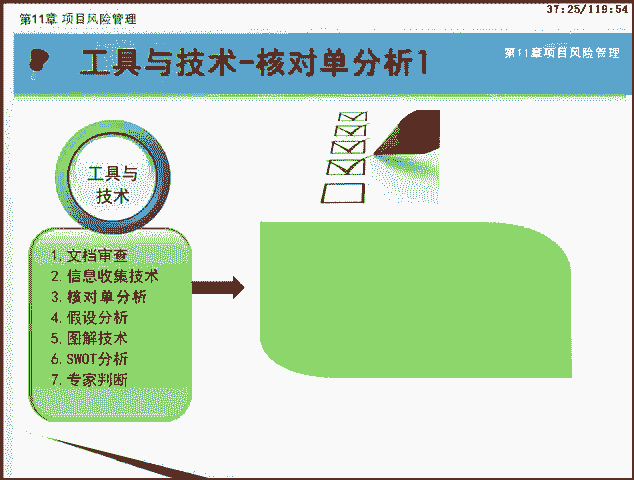 第11章 项目风险管理
37:25/119:54
工具与技术-核对单分析1
第11章项目风险管理
工具与
技术
1. 文档审查
2. 信息收集技术
3. 核对单分析
4. 假设分析
5. 图解技术
6. SWOT分析
7. 专家判断